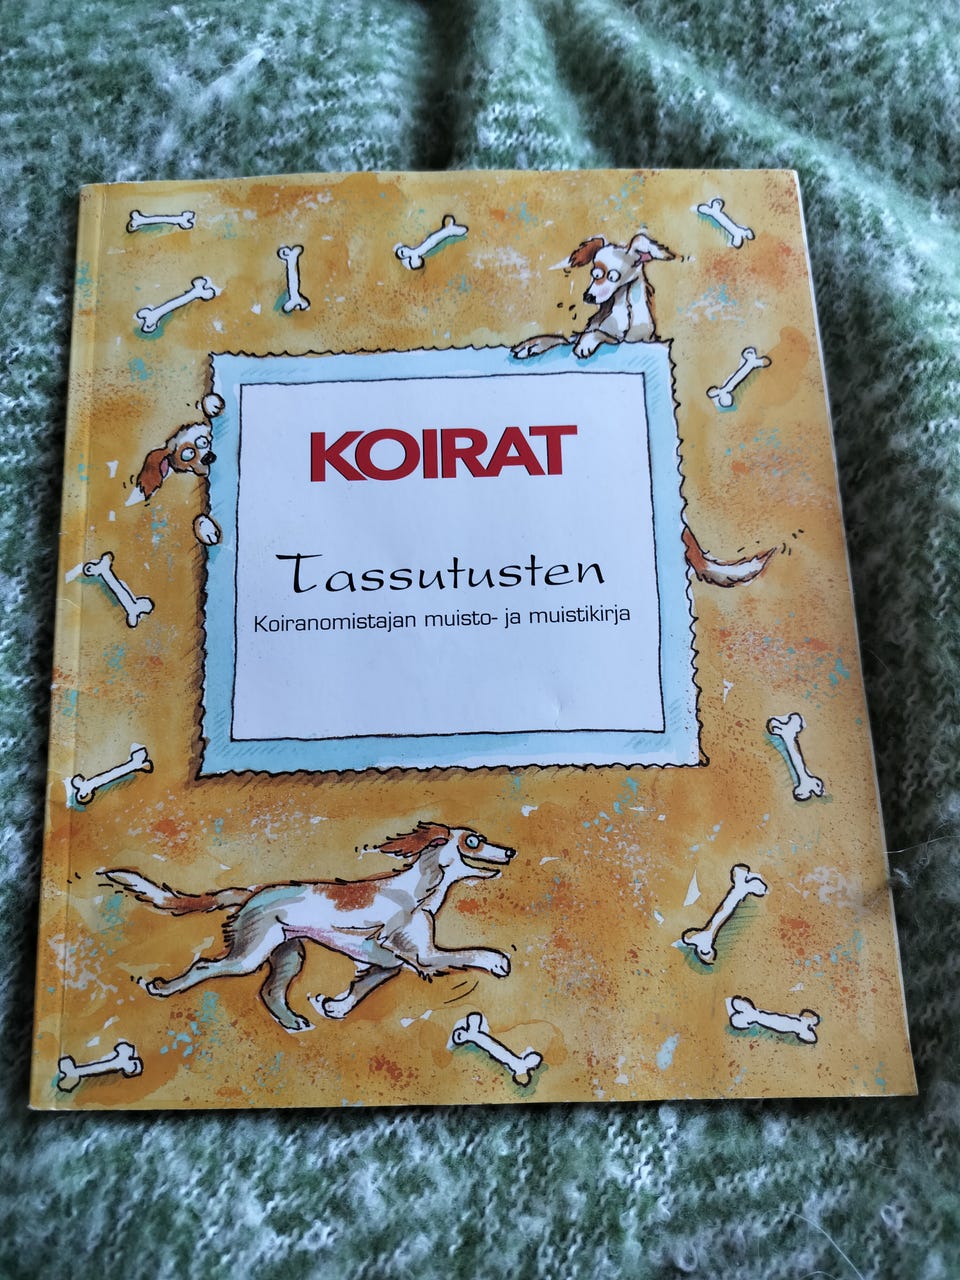 KOIRAT
Tassutusten
Koiranomistajan muisto- ja muistikirja